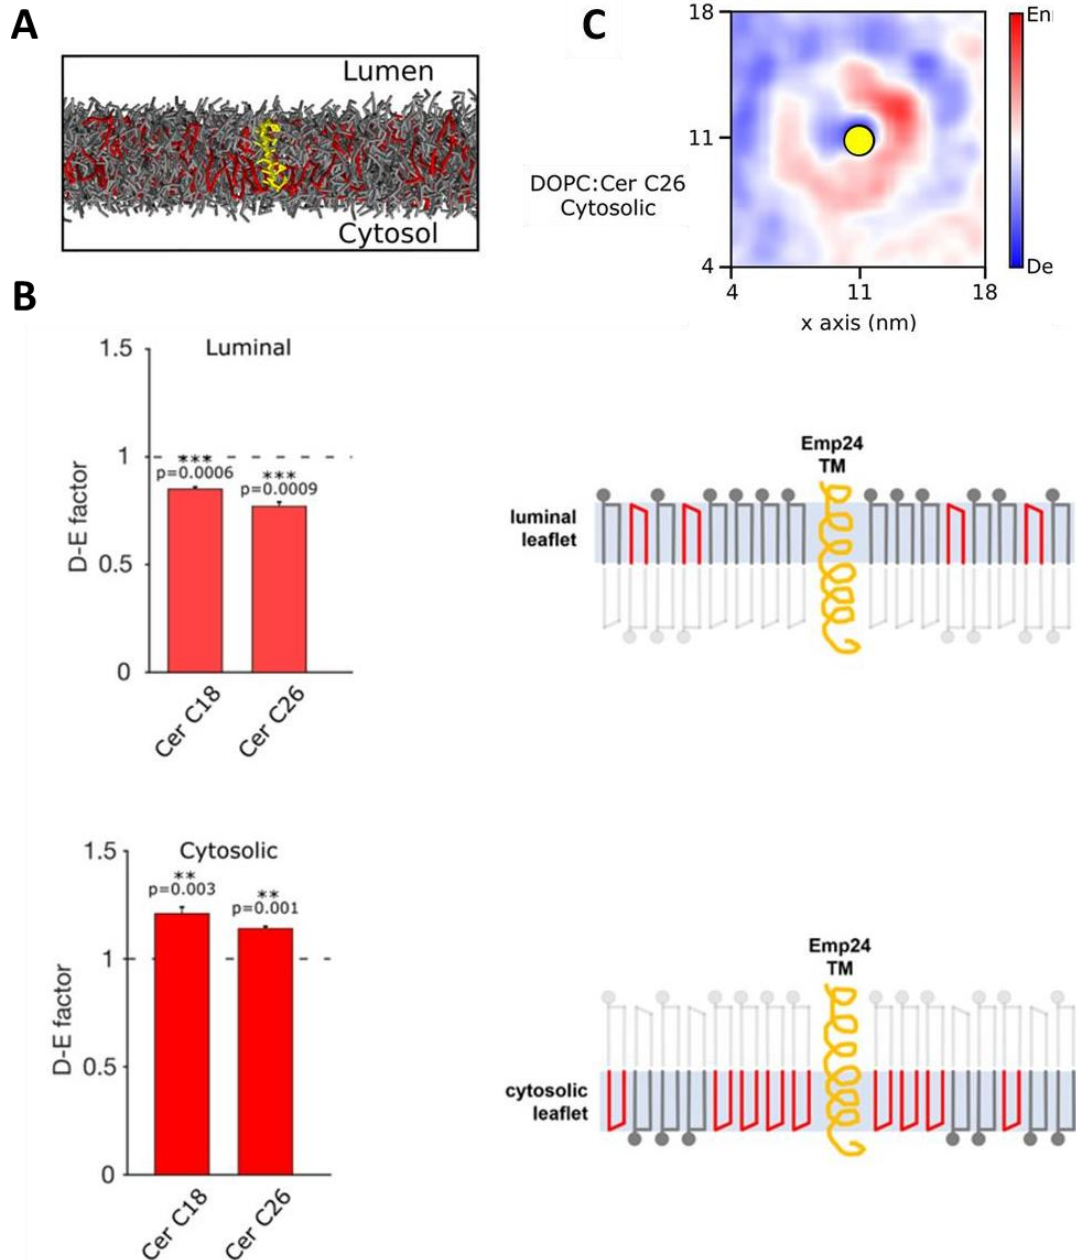 A
Lumen
Cytosol
C
18
11
4
4
11
18
x axis (nm)
DOPC:Cer C26
Cytosolic
En
De
B
Luminal
1.5
1
0.5
0
D-E factor
***
p=0.0006
***
p=0.0009
Cer C18
Cer C26
Emp24
TM
luminal
leaflet
Cytosolic
1.5
1
0.5
0
D-E factor
**
p=0.003
**
p=0.001
Cer C18
Cer C26
Emp24
TM
cytosolic
leaflet